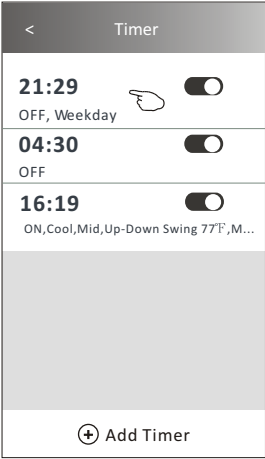 < Timer
21:29
OFF, Weekday
04:30
OFF
16:19
ON,Cool,Mid,Up-Down Swing 77℉,M...
Add Timer